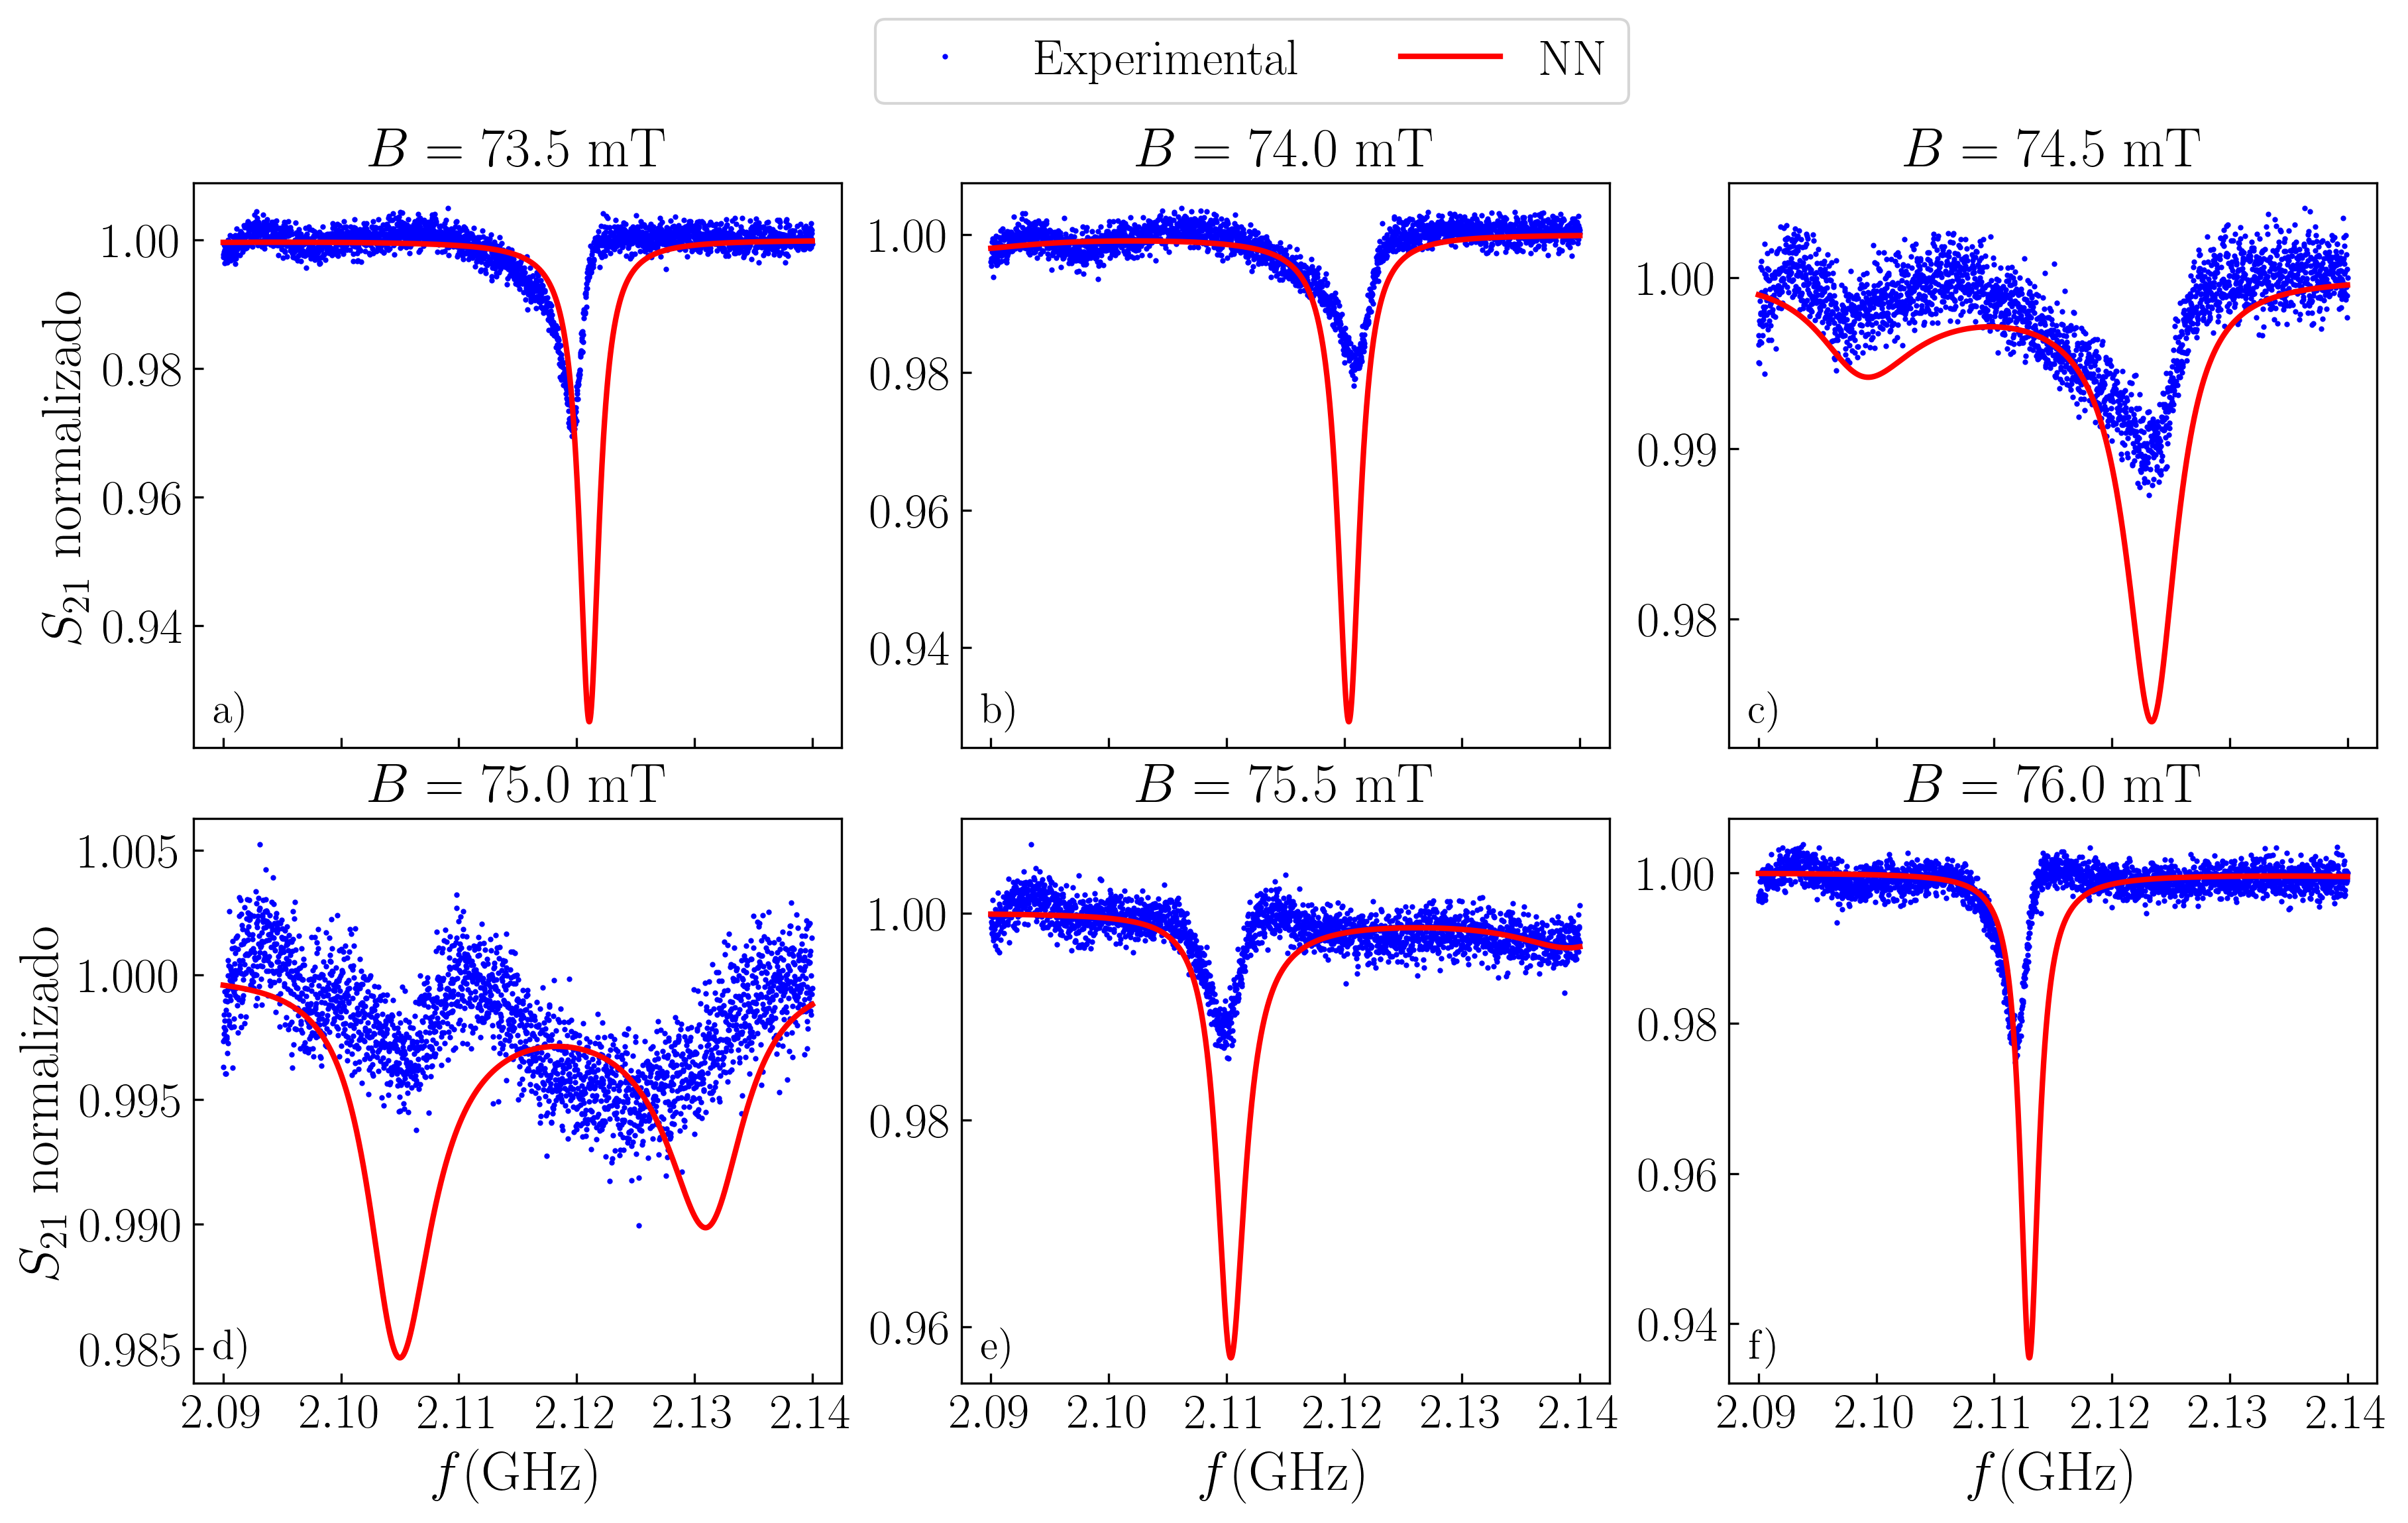 Experimental NN
B = 73.5 mT
B = 74.0 mT
B = 74.5 mT
S21 normalizado
1.00
0.98
0.96
0.94
a)
1.00
0.98
0.96
0.94
b)
1.00
0.99
0.98
c)
B = 75.0 mT
B = 75.5 mT
B = 76.0 mT
S21 normalizado
1.005
1.000
0.995
0.990
0.985
d)
2.09 2.10 2.11 2.12 2.13 2.14
f(GHz)
1.00
0.98
0.96
e)
2.09 2.10 2.11 2.12 2.13 2.14
f(GHz)
1.00
0.98
0.96
0.94
f)
2.09 2.10 2.11 2.12 2.13 2.14
f(GHz)